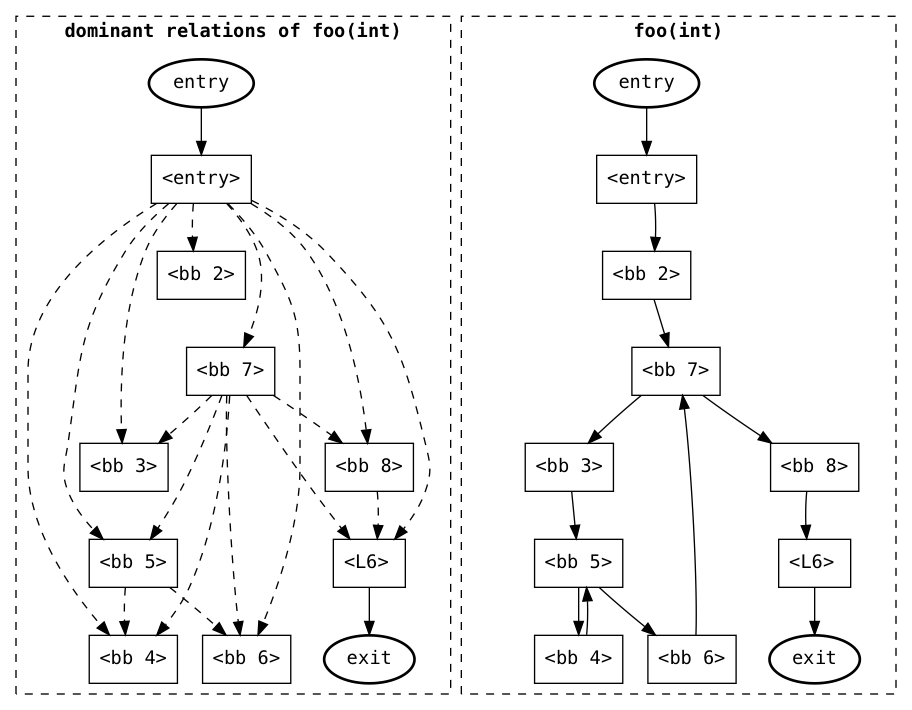 dominant relations of foo(int)
entry
<entry>
<bb 2>
<bb 7>
<bb 3>
<bb 8>
<bb 5>
<L6>
<bb 4>
<bb 6>
exit
foo(int)
entry
<entry>
<bb 2>
<bb 7>
<bb 3>
<bb 8>
<bb 5>
<L6>
<bb 4>
<bb 6>
exit